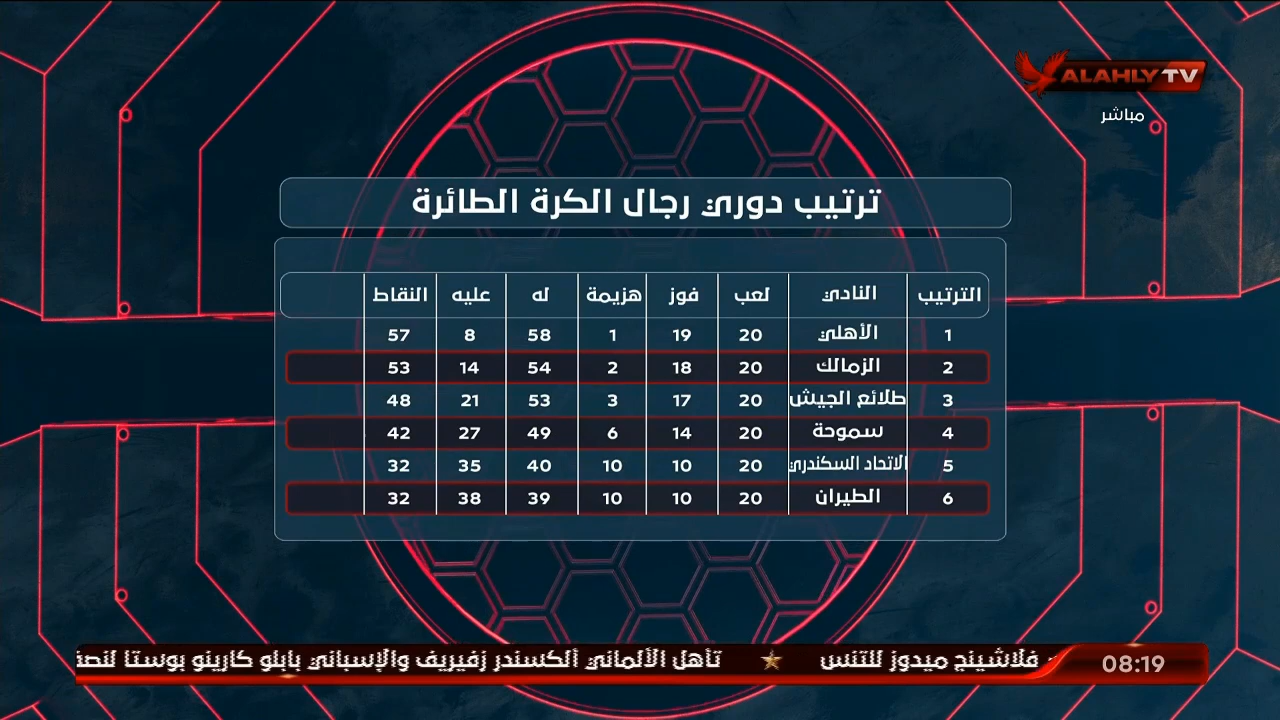 ALAHLY TV
مباشر
ترتيب دوري رجال الكرة الطائرة
الترتيب النادي لعب فوز هزيمة له عليه النقاط
1 الأهلي 20 19 1 58 8 57
2 الزمالك 20 18 2 54 14 53
3 طلائع الجيش 20 17 3 53 21 48
4 سموحة 20 14 6 49 27 42
5 الاتحاد السكندري 20 10 10 40 35 32
6 الطيران 20 10 10 39 38 32
08:19
فلاشينج ميدوز للتنس ★ تأهل الألماني ألكسندر زفيريف والإسباني بابلو كارينو بوستا